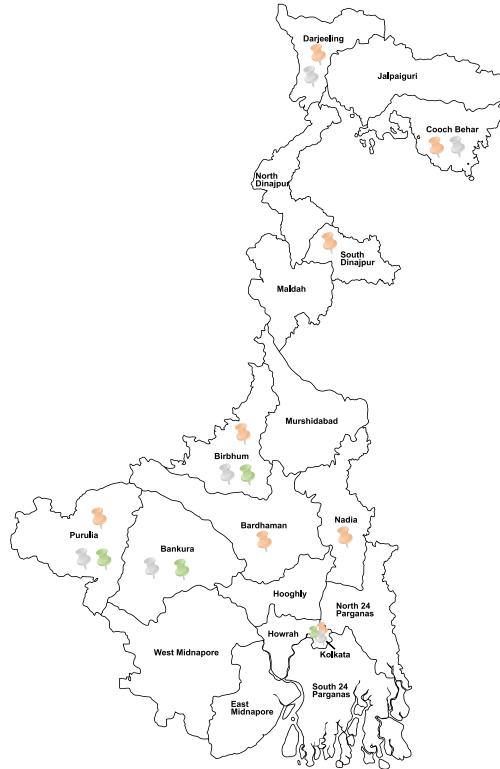 Darjeeling
Jalpaiguri
Cooch Behar
North
Dinajpur
South
Dinajpur
Maldah
Murshidabad
Birbhum
Purulia
Bankura
Bardhaman
Nadia
Hooghly
North 24
Parganas
West Midnapore
Howrah
Kolkata
East
Midnapore
South 24
Parganas